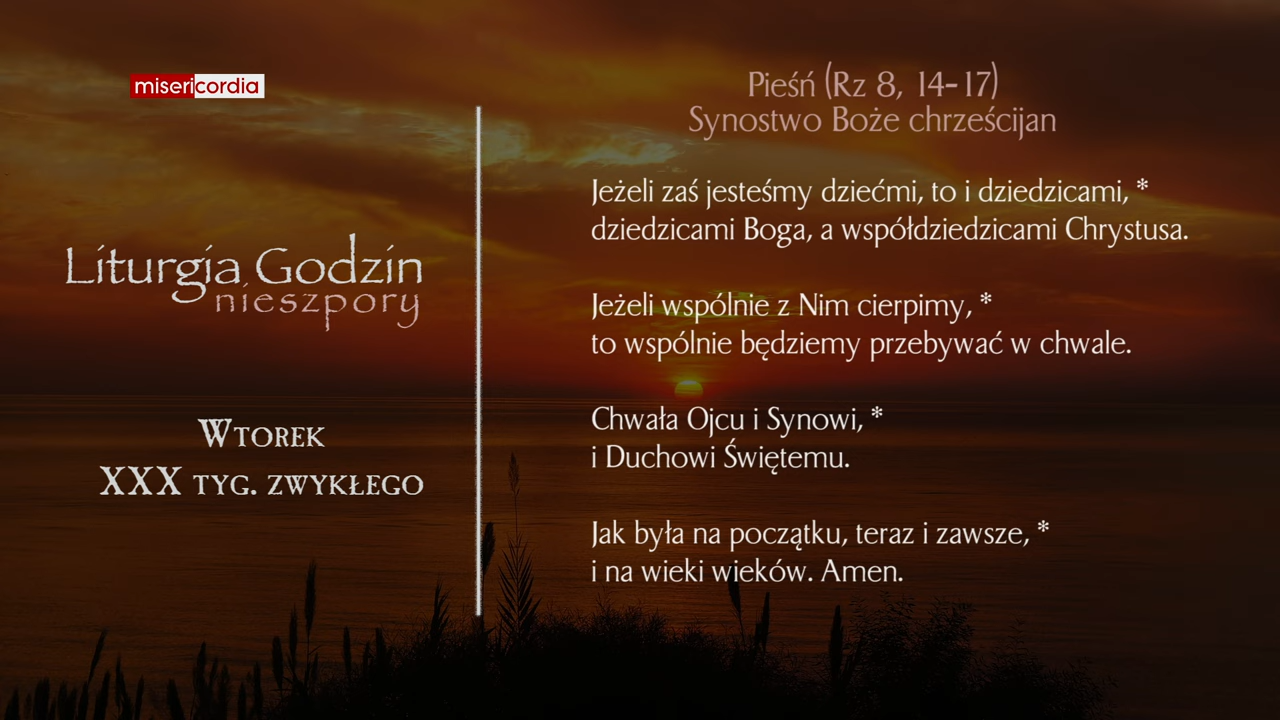 misericordia
Liturgia Godzin
nieszpory
Wtorek
XXX tyg. zwykłego
Pieśń (Rz 8, 14-17)
Synostwo Boże chrześcijan
Jeżeli zaś jesteśmy dziećmi, to i dziedzicami, *
dziedzicami Boga, a współdziedzicami Chrystusa.
Jeżeli wspólnie z Nim cierpimy, *
to wspólnie będziemy przebywać w chwale.
Chwała Ojcu i Synowi, *
i Duchowi Świętemu.
Jak była na początku, teraz i zawsze, *
i na wieki wieków. Amen.